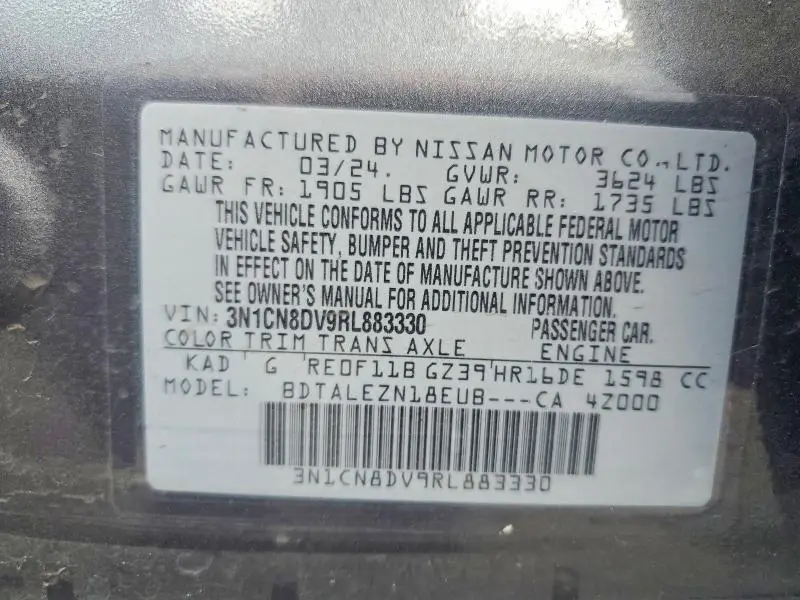 MANUFACTURED BY NISSAN MOTOR CO., LTD.
DATE: 03/24. GVWR: 3624 LBS
GAWR FR: 1905 LBS GAWR RR: 1735 LBS
THIS VEHICLE CONFORMS TO ALL APPLICABLE FEDERAL MOTOR
VEHICLE SAFETY, BUMPER AND THEFT PREVENTION STANDARDS
IN EFFECT ON THE DATE OF MANUFACTURE SHOWN ABOVE.
SEE OWNER'S MANUAL FOR ADDITIONAL INFORMATION.
VIN: 3N1CN8DV9RL883330 PASSENGER CAR.
COLOR TRIM TRANS AXLE ENGINE
KAD G RE0F11B GZ39 HR16DE 1598 CC
MODEL: BDTALEZN18EUB---CA 4Z000
3N1CN8DV9RL883330